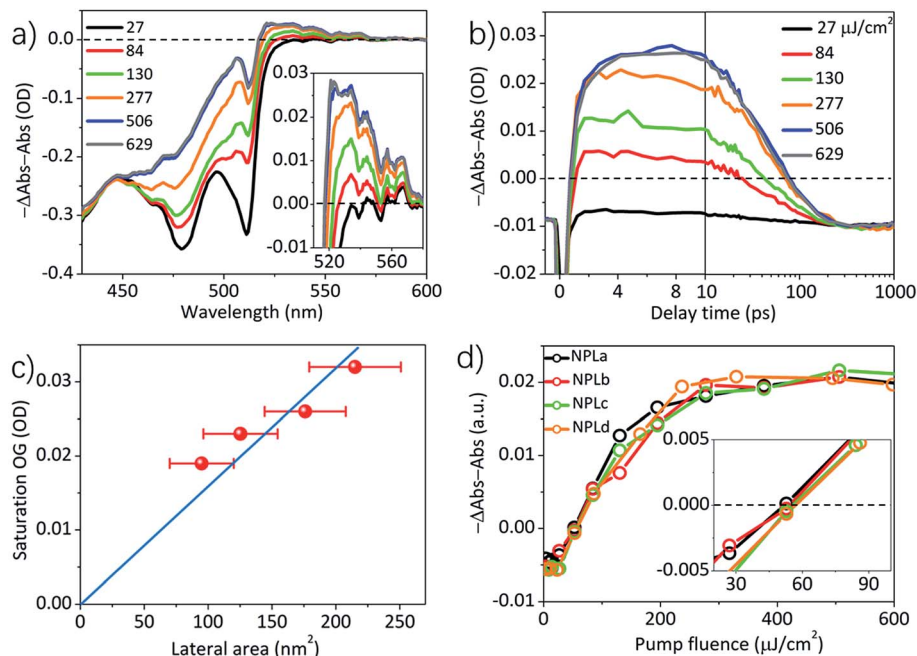 a)
27
84
130
277
506
629
−ΔAbs–Abs (OD)
0.0
-0.1
-0.2
-0.3
-0.4
0.03
0.02
0.01
0.00
-0.01
520 560
450 500 550 600
Wavelength (nm)
b)
27 μJ/cm²
84
130
277
506
629
−ΔAbs–Abs (OD)
0.03
0.02
0.01
0.00
-0.01
-0.02
0 4 8 10 100 1000
Delay time (ps)
c)
Saturation OG (OD)
0.03
0.02
0.01
0.00
0 50 100 150 200 250
Lateral area (nm²)
d)
NPLa
NPLb
NPLc
NPLd
−ΔAbs–Abs (a.u.)
0.02
0.01
0.00
-0.01
0.005
0.000
-0.005
30 60 90
0 200 400 600
Pump fluence (μJ/cm²)